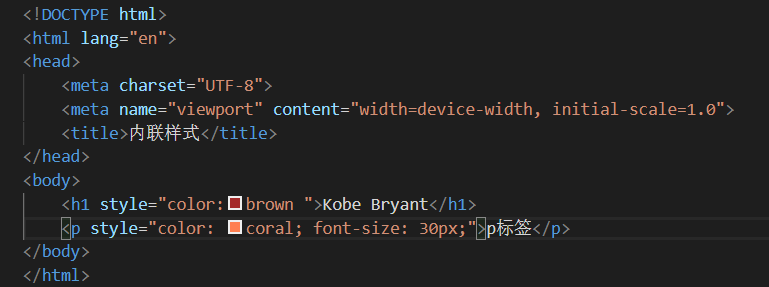 <!DOCTYPE html>
<html lang="en">
<head>
    <meta charset="UTF-8">
    <meta name="viewport" content="width=device-width, initial-scale=1.0">
    <title>内联样式</title>
</head>
<body>
    <h1 style="color:brown ">Kobe Bryant</h1>
    <p style="color: coral; font-size: 30px;">p标签</p>
</body>
</html>